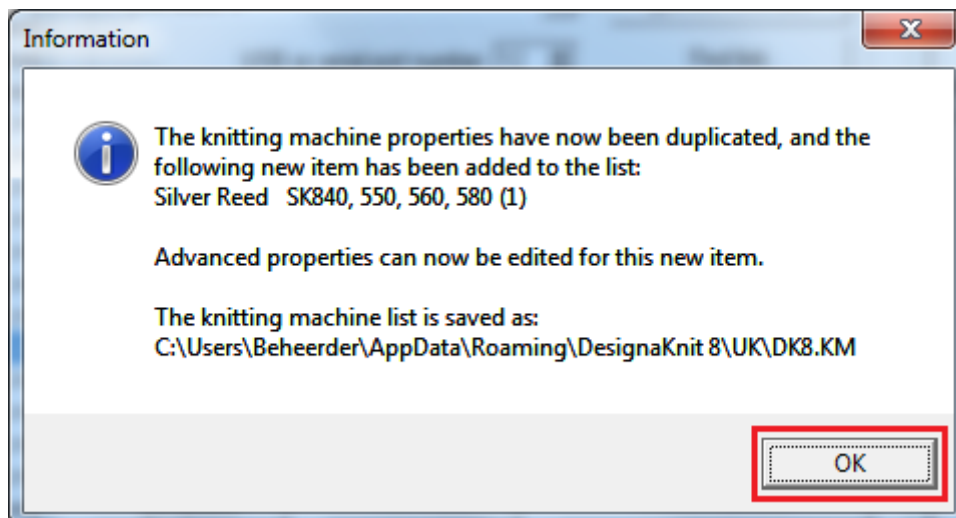 Information
The knitting machine properties have now been duplicated, and the
following new item has been added to the list:
Silver Reed   SK840, 550, 560, 580 (1)
Advanced properties can now be edited for this new item.
The knitting machine list is saved as:
C:\Users\Beheerder\AppData\Roaming\DesignaKnit 8\UK\DK8.KM
OK